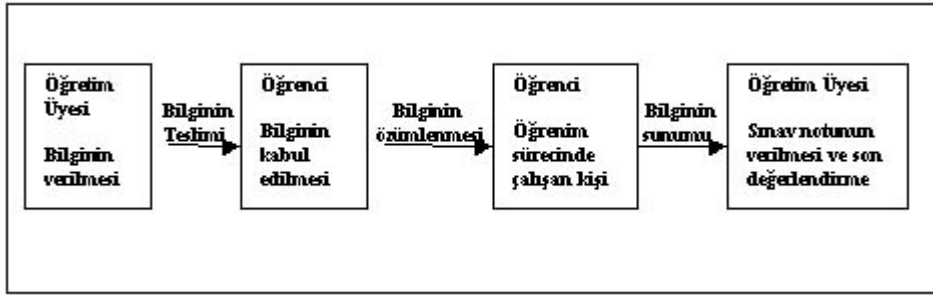 Öğretim
Üyesi
Bilginin
verilmesi
Bilginin
Teslimi
Öğrenci
Bilginin
kabul
edilmesi
Bilginin
özümlenmesi
Öğrenci
Öğrenim
sürecinde
çalışan kişi
Bilginin
sunumu
Öğretim Üyesi
Sınav notunun
verilmesi ve son
değerlendirme